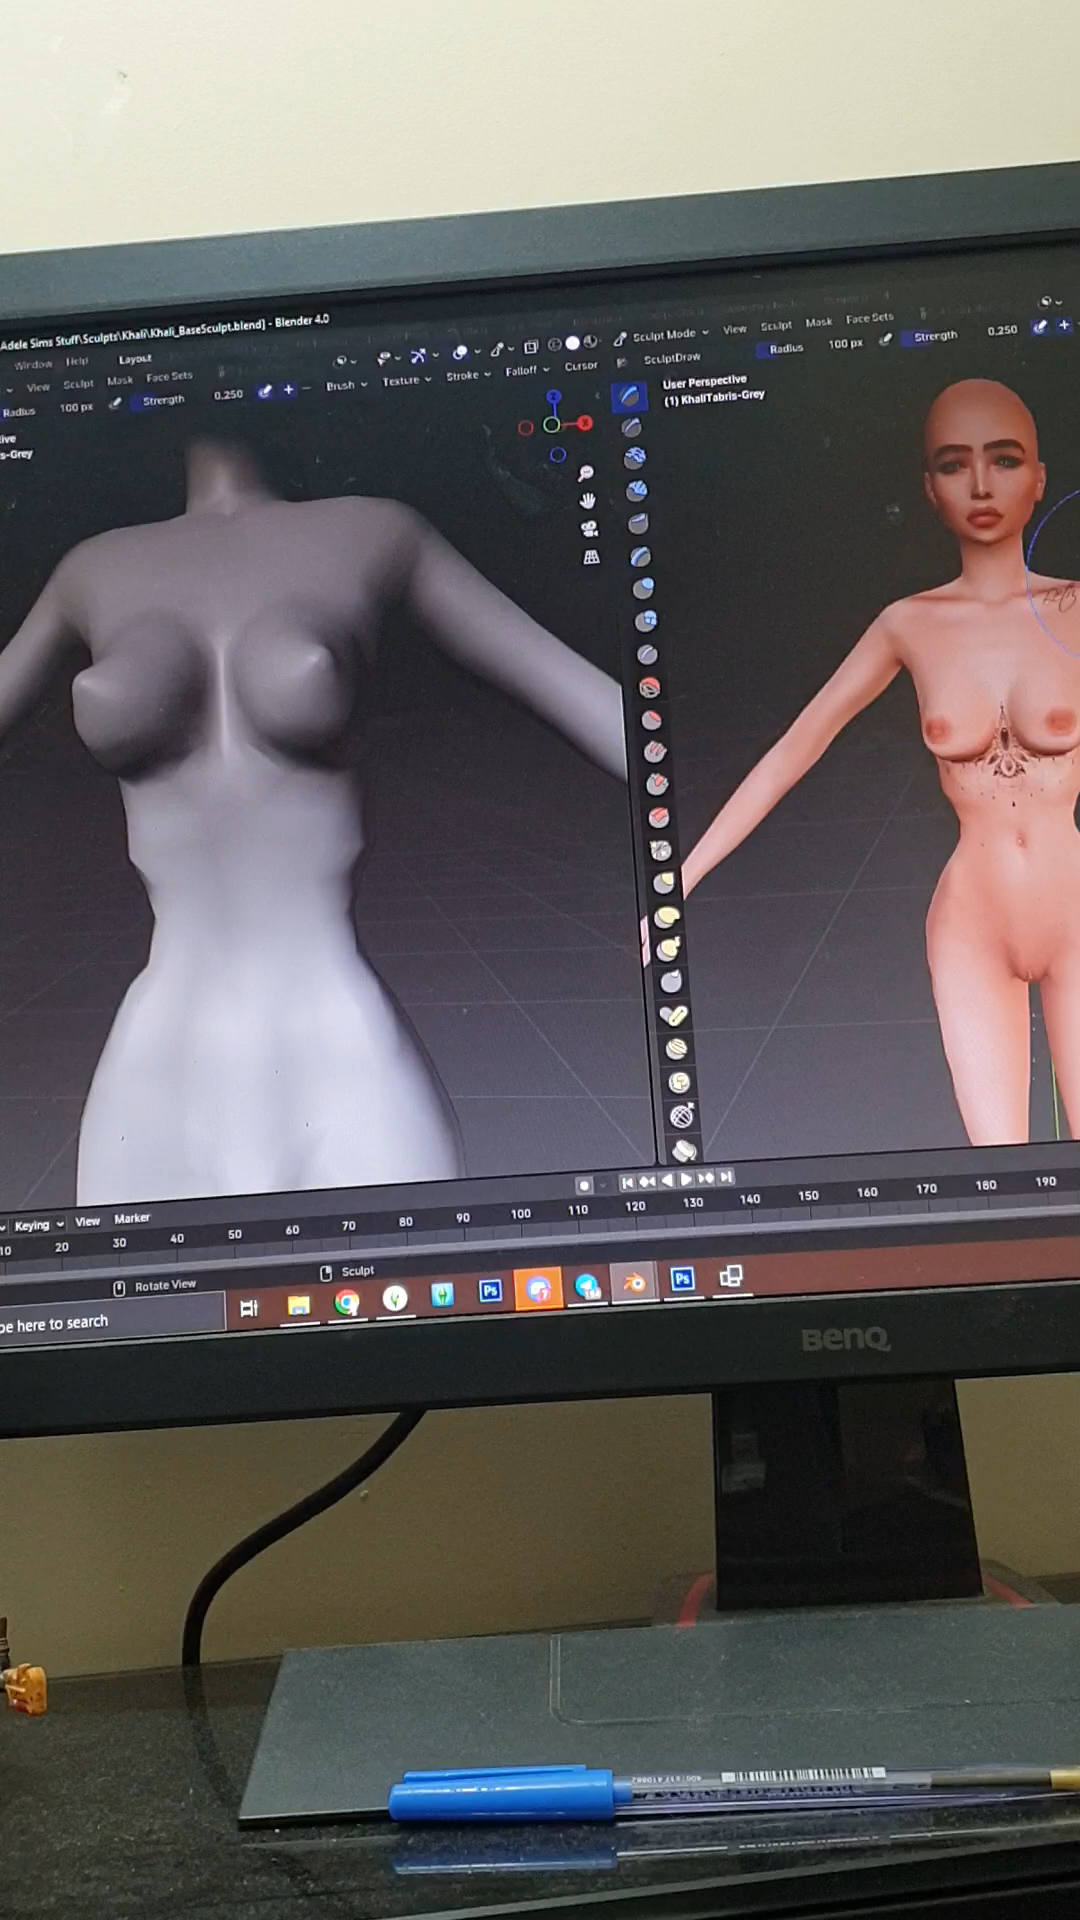 Adele Sims Stuff\Sculpts\Khali\Khali_BaseSculpt.blend] - Blender 4.0
Window Help Layout
View Sculpt Mask Face Sets
Radius 100 px Strength 0.250 Brush Texture Stroke Falloff Cursor
ive
s-Grey
Z
X
Sculpt Mode View Sculpt Mask Face Sets
SculptDraw Radius 100 px Strength 0.250
User Perspective
(1) KhaliTabris-Grey
Keying View Marker
10 20 30 40 50 60 70 80 90 100 110 120 130 140 150 160 170 180 190
Rotate View Sculpt
pe here to search
Ps
7
Ps
BenQ